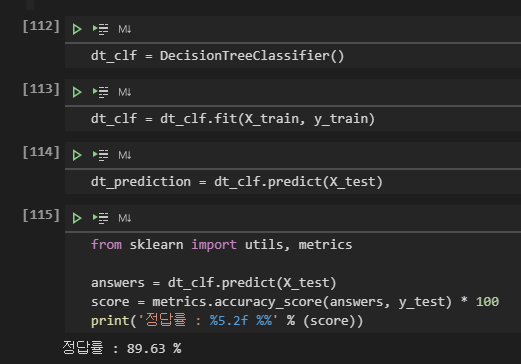 [112]
M↓
dt_clf = DecisionTreeClassifier()
[113]
M↓
dt_clf = dt_clf.fit(X_train, y_train)
[114]
M↓
dt_prediction = dt_clf.predict(X_test)
[115]
M↓
from sklearn import utils, metrics
answers = dt_clf.predict(X_test)
score = metrics.accuracy_score(answers, y_test) * 100
print('정답률 : %5.2f %%' % (score))
정답률 : 89.63 %